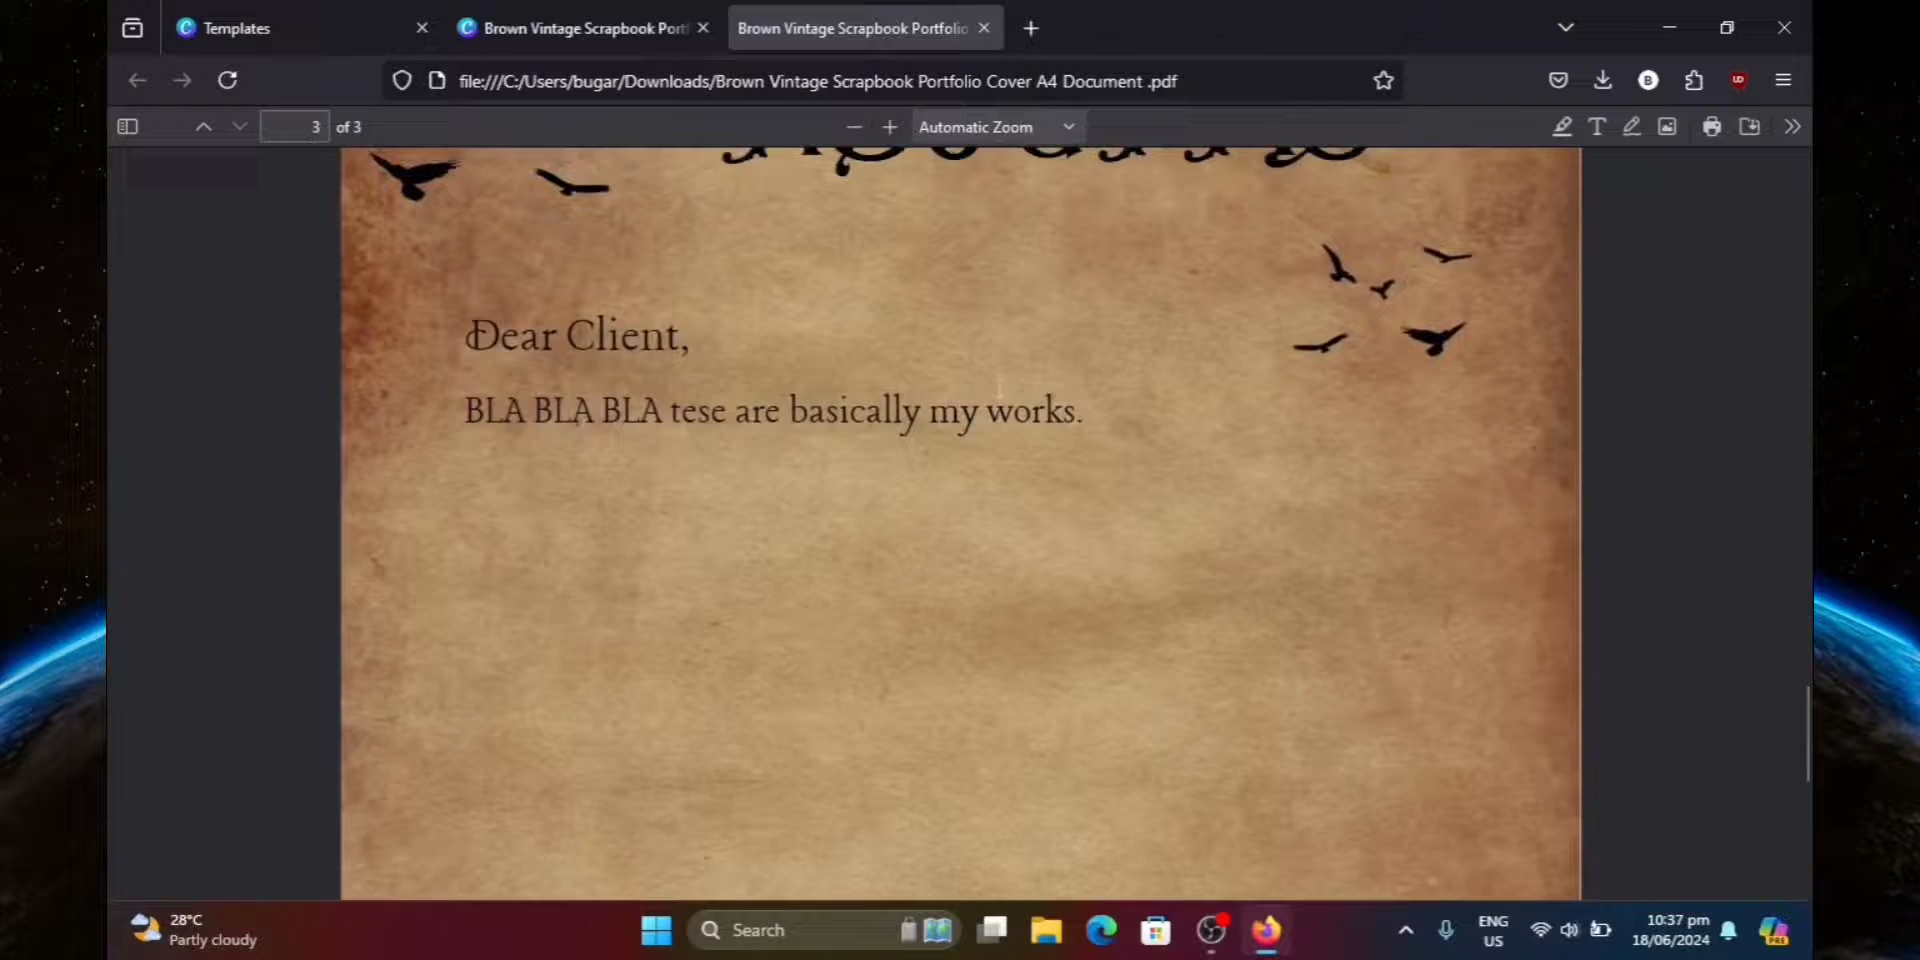 Templates
Brown Vintage Scrapbook Port
Brown Vintage Scrapbook Portfolio
file:///C:/Users/bugar/Downloads/Brown Vintage Scrapbook Portfolio Cover A4 Document .pdf
3 of 3
Automatic Zoom
Dear Client,
BLA BLA BLA tese are basically my works.
28°C
Partly cloudy
Search
ENG
US
10:37 pm
18/06/2024